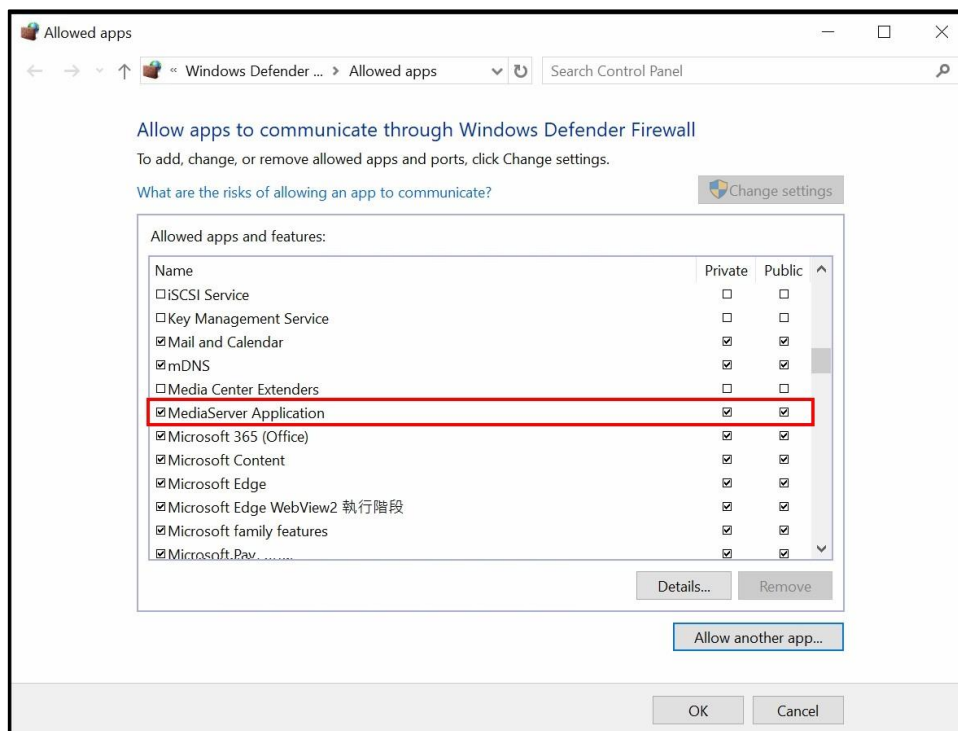 Allowed apps
« Windows Defender ... › Allowed apps
Search Control Panel
Allow apps to communicate through Windows Defender Firewall
To add, change, or remove allowed apps and ports, click Change settings.
What are the risks of allowing an app to communicate?
Change settings
Allowed apps and features:
Name Private Public
iSCSI Service
Key Management Service
Mail and Calendar
mDNS
Media Center Extenders
MediaServer Application
Microsoft 365 (Office)
Microsoft Content
Microsoft Edge
Microsoft Edge WebView2 執行階段
Microsoft family features
Microsoft Pay
Details... Remove
Allow another app...
OK Cancel